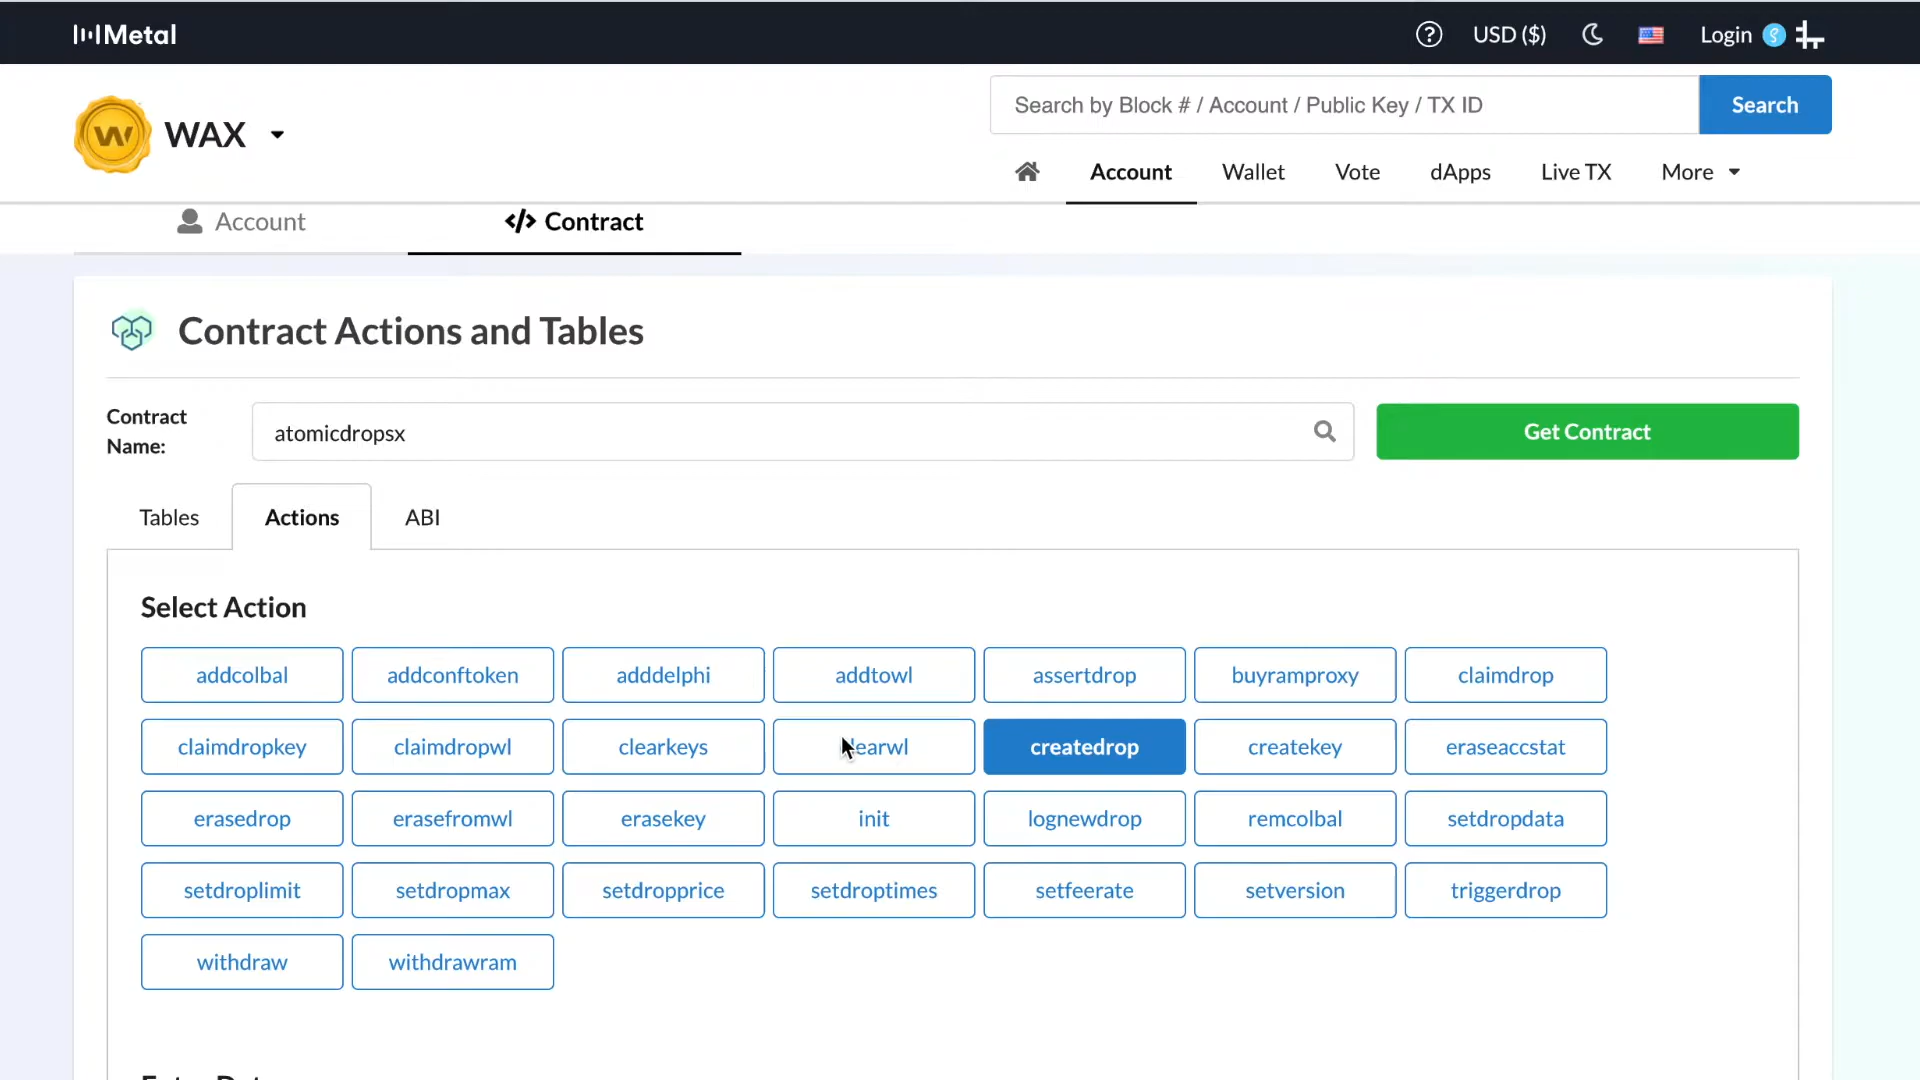 Metal
USD ($)
Login
WAX
Search by Block # / Account / Public Key / TX ID
Search
Account
Wallet
Vote
dApps
Live TX
More
Account
</> Contract
Contract Actions and Tables
Contract Name:
atomicdropsx
Get Contract
Tables
Actions
ABI
Select Action
addcolbal
addconftoken
adddelphi
addtowl
assertdrop
buyramproxy
claimdrop
claimdropkey
claimdropwl
clearkeys
createdrop
createkey
eraseaccstat
erasedrop
erasefromwl
erasekey
init
lognewdrop
remcolbal
setdropdata
setdroplimit
setdropmax
setdropprice
setdroptimes
setfeerate
setversion
triggerdrop
withdraw
withdrawram